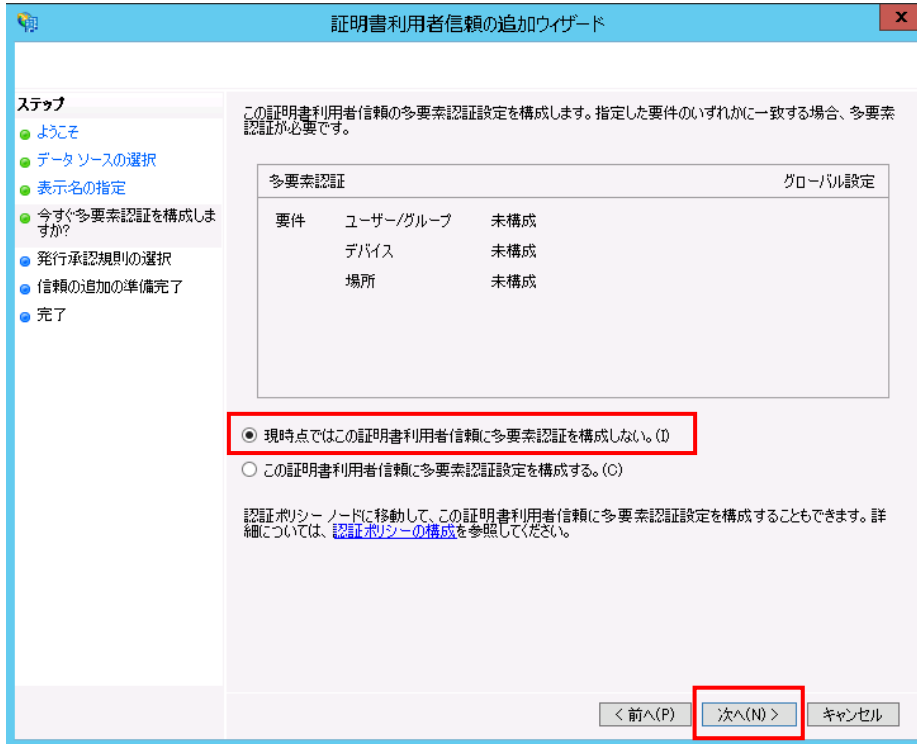 証明書利用者信頼の追加ウィザード
x
ステップ
ようこそ
データ ソースの選択
表示名の指定
今すぐ多要素認証を構成しま
すか?
発行承認規則の選択
信頼の追加の準備完了
完了
この証明書利用者信頼の多要素認証設定を構成します。指定した要件のいずれかに一致する場合、多要素
認証が必要です。
多要素認証 グローバル設定
要件 ユーザー/グループ 未構成
デバイス 未構成
場所 未構成
現時点ではこの証明書利用者信頼に多要素認証を構成しない。(I)
この証明書利用者信頼に多要素認証設定を構成する。(C)
認証ポリシー ノードに移動して、この証明書利用者信頼に多要素認証設定を構成することもできます。詳
細については、認証ポリシーの構成を参照してください。
< 前へ(P) 次へ(N) > キャンセル